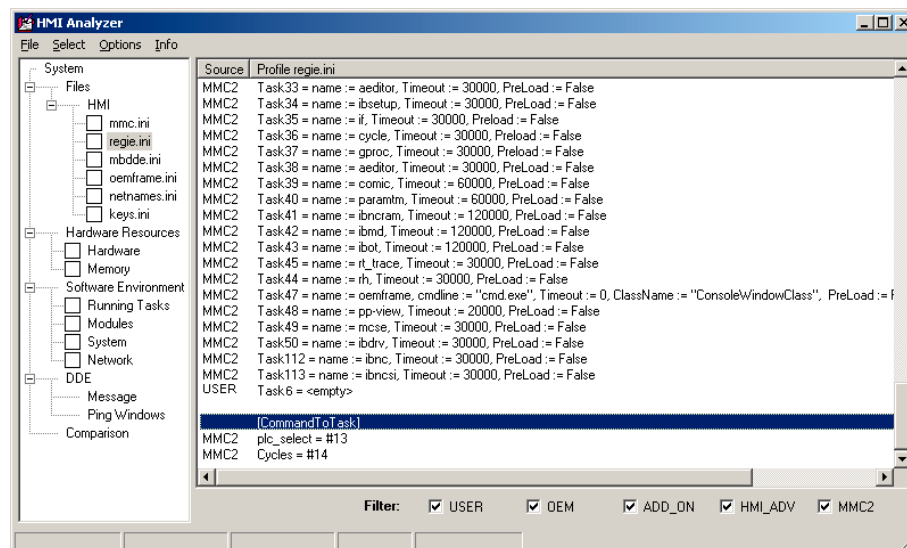 HMI Analyzer
File Select Options Info
System
Files
HMI
mmc.ini
regie.ini
mbdde.ini
oemframe.ini
netnames.ini
keys.ini
Hardware Resources
Hardware
Memory
Software Environment
Running Tasks
Modules
System
Network
DDE
Message
Ping Windows
Comparison
Source Profile regie.ini
MMC2 Task33 = name := aeditor, Timeout := 30000, PreLoad := False
MMC2 Task34 = name := ibsetup, Timeout := 30000, PreLoad := False
MMC2 Task35 = name := if, Timeout := 30000, Preload := False
MMC2 Task36 = name := cycle, Timeout := 30000, Preload := False
MMC2 Task37 = name := gproc, Timeout := 30000, PreLoad := False
MMC2 Task38 = name := aeditor, Timeout := 30000, PreLoad := False
MMC2 Task39 = name := comic, Timeout := 60000, PreLoad := False
MMC2 Task40 = name := paramtm, Timeout := 60000, PreLoad := False
MMC2 Task41 = name := ibncram, Timeout := 120000, PreLoad := False
MMC2 Task42 = name := ibmd, Timeout := 120000, PreLoad := False
MMC2 Task43 = name := ibot, Timeout := 120000, PreLoad := False
MMC2 Task45 = name := rt_trace, Timeout := 30000, PreLoad := False
MMC2 Task44 = name := rh, Timeout := 30000, PreLoad := False
MMC2 Task47 = name := oemframe, cmdline := "cmd.exe", Timeout := 0, ClassName := "ConsoleWindowClass", PreLoad := F
MMC2 Task48 = name := pp-view, Timeout := 20000, PreLoad := False
MMC2 Task49 = name := mcse, Timeout := 30000, PreLoad := False
MMC2 Task50 = name := ibdrv, Timeout := 30000, PreLoad := False
MMC2 Task112 = name := ibnc, Timeout := 30000, PreLoad := False
MMC2 Task113 = name := ibncsi, Timeout := 30000, PreLoad := False
USER Task6 = <empty>
[CommandToTask]
MMC2 plc_select = #13
MMC2 Cycles = #14
Filter: USER OEM ADD_ON HMI_ADV MMC2